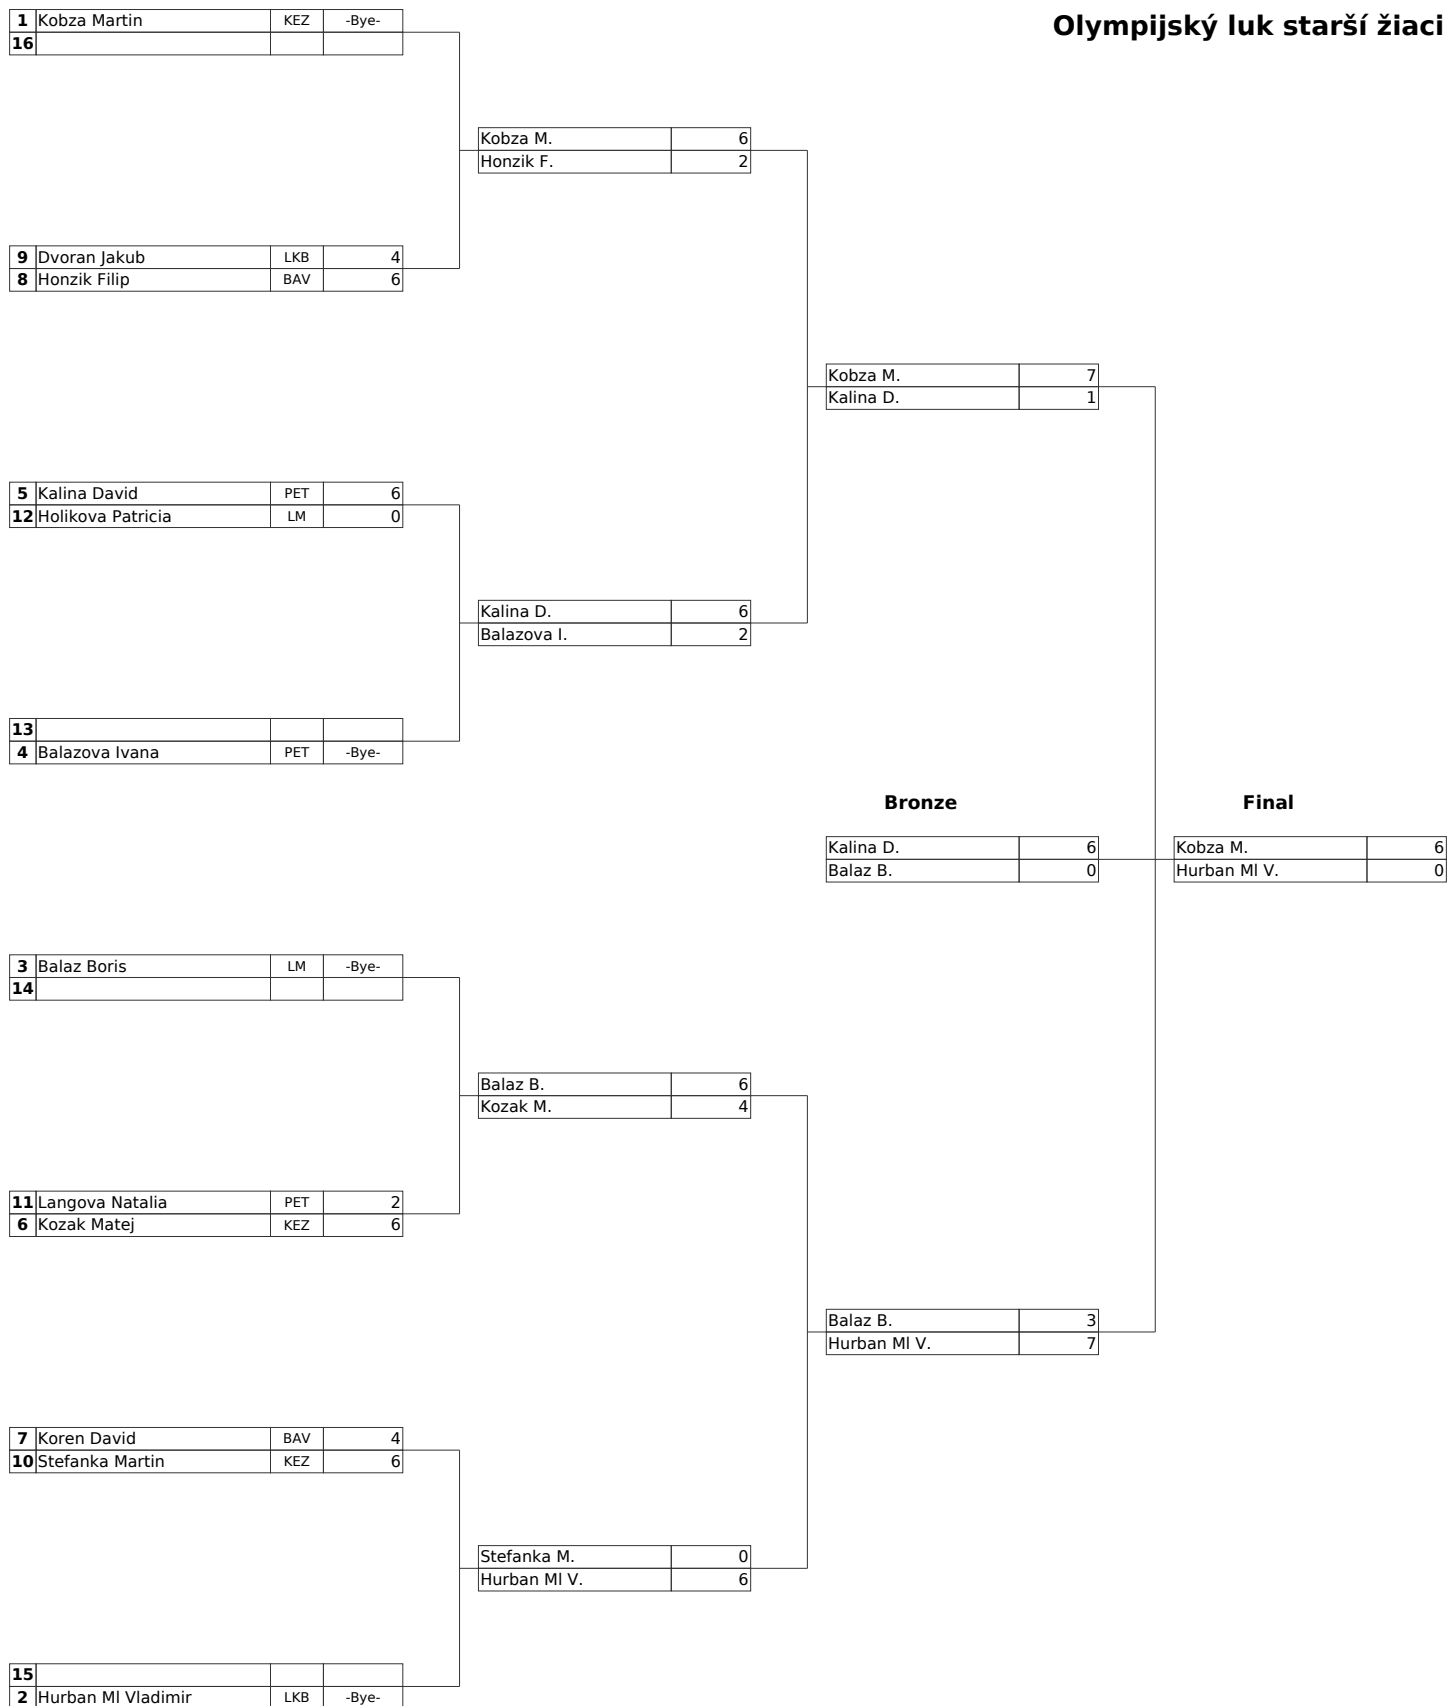 Olympijský luk starší žiaci
1 Kobza Martin KEZ -Bye-
16
Kobza M. 6
Honzik F. 2
9 Dvoran Jakub LKB 4
8 Honzik Filip BAV 6
Kobza M. 7
Kalina D. 1
5 Kalina David PET 6
12 Holikova Patricia LM 0
Kalina D. 6
Balazova I. 2
13
4 Balazova Ivana PET -Bye-
Bronze Final
Kalina D. 6 Kobza M. 6
Balaz B. 0 Hurban Ml V. 0
3 Balaz Boris LM -Bye-
14
Balaz B. 6
Kozak M. 4
11 Langova Natalia PET 2
6 Kozak Matej KEZ 6
Balaz B. 3
Hurban Ml V. 7
7 Koren David BAV 4
10 Stefanka Martin KEZ 6
Stefanka M. 0
Hurban Ml V. 6
15
2 Hurban Ml Vladimir LKB -Bye-